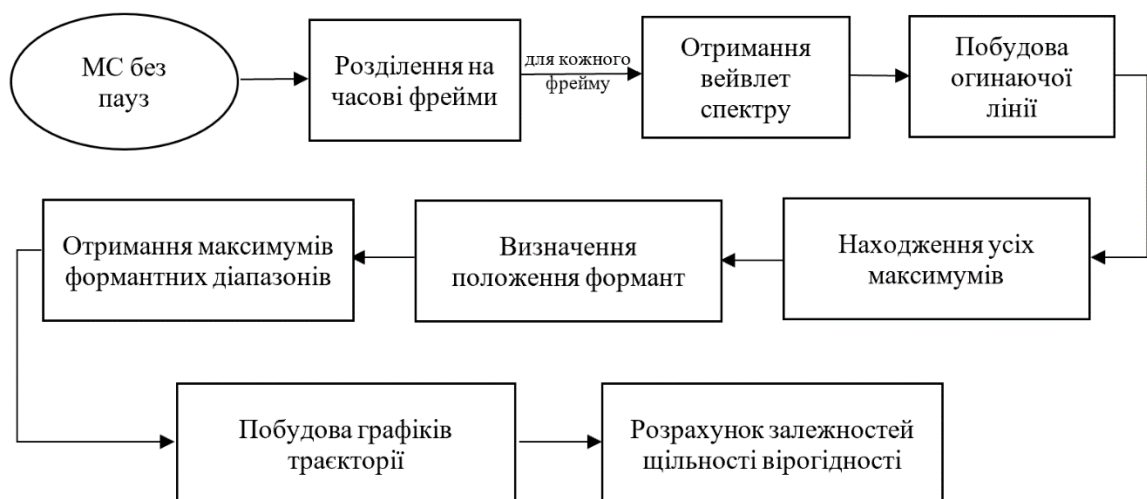 МС без
пауз
Розділення на
часові фрейми
для кожного
фрейму
Отримання
вейвлет
спектру
Побудова
огинаючої
лінії
Отримання максимумів
формантних діапазонів
Визначення
положення формант
Находження усіх
максимумів
Побудова графіків
траєкторії
Розрахунок залежностей
щільності вірогідності